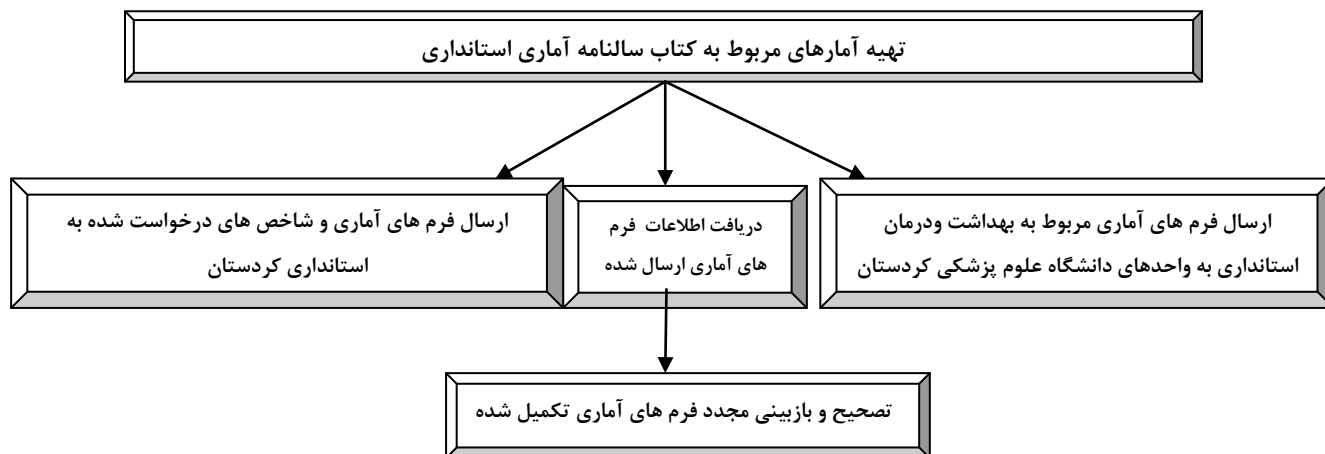 تهیه آمارهای مربوط به کتاب سالنامه آماری استانداری
ارسال فرم های آماری مربوط به بهداشت ودرمان
استانداری به واحدهای دانشگاه علوم پزشکی کردستان
دریافت اطلاعات فرم
های آماری ارسال شده
ارسال فرم های آماری و شاخص های درخواست شده به
استانداری کردستان
تصحیح و بازبینی مجدد فرم های آماری تکمیل شده